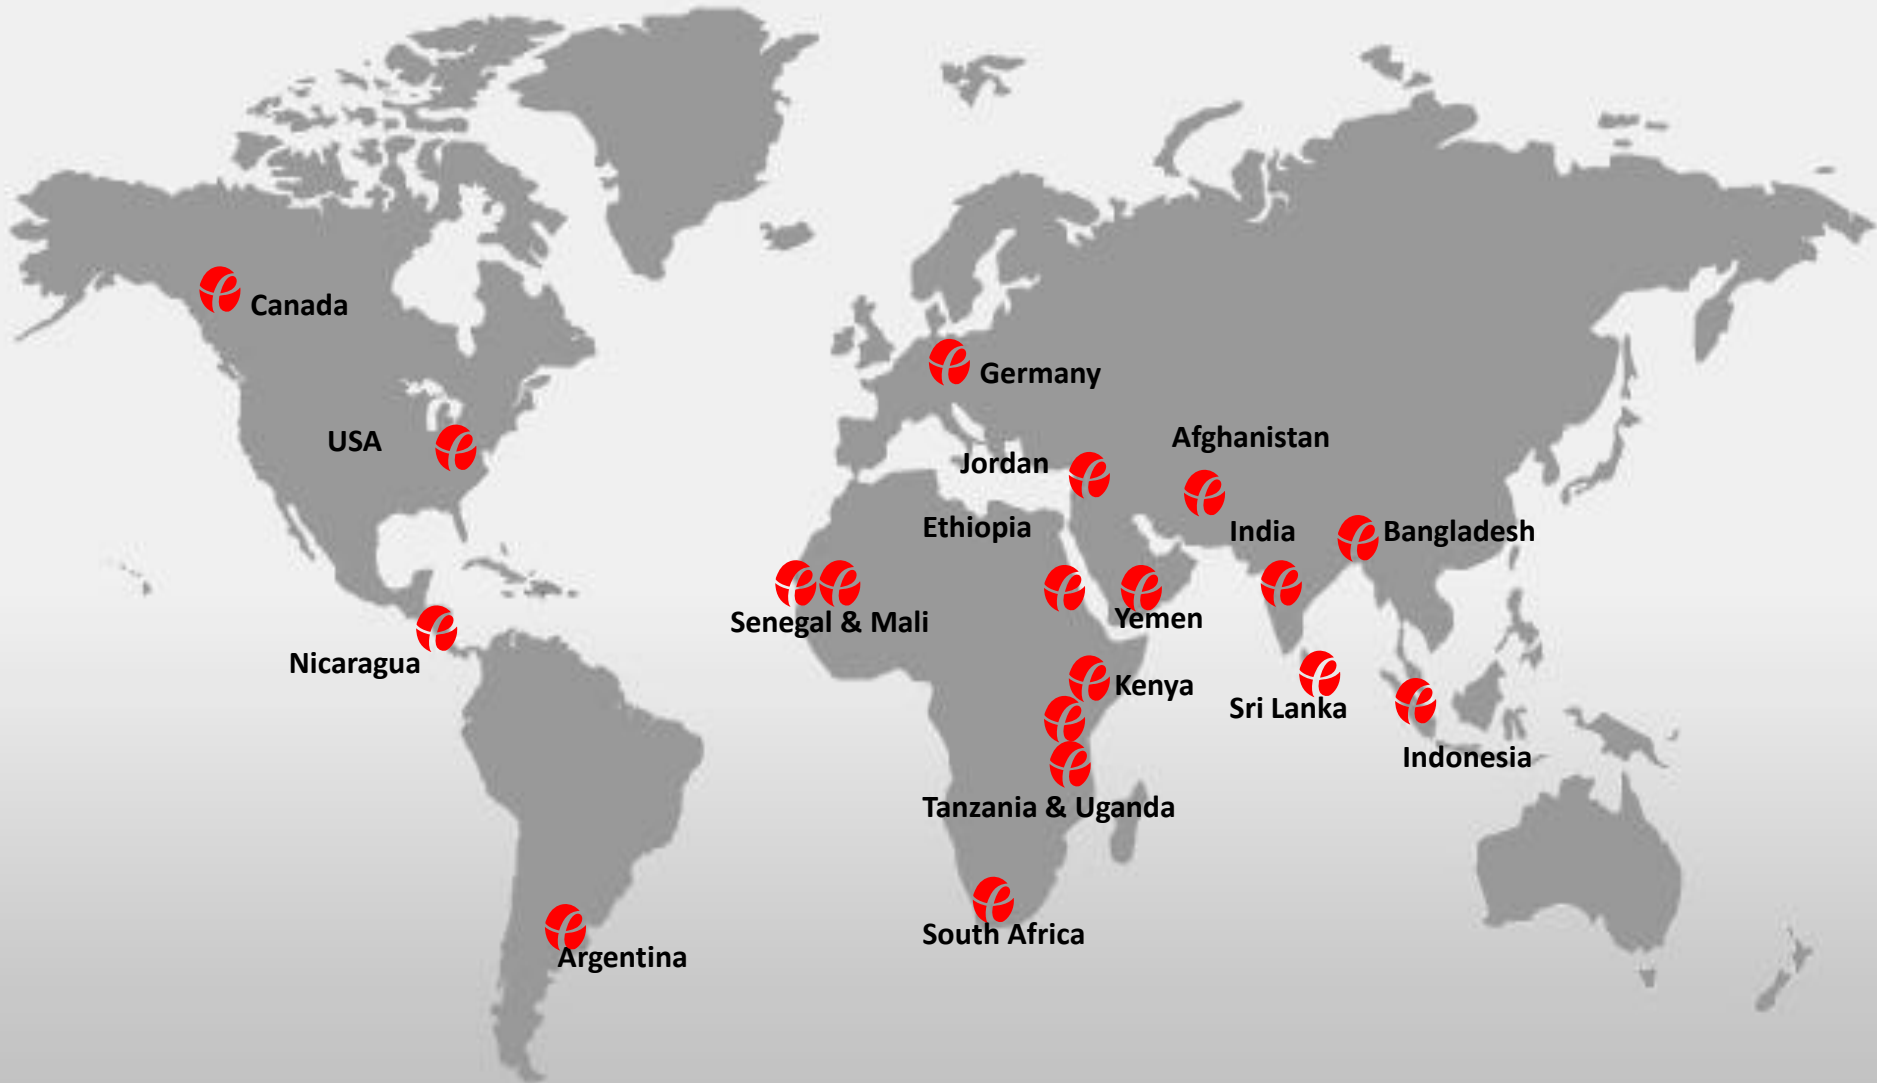 Canada
Germany
USA
Afghanistan
Jordan
Ethiopia
India
Bangladesh
Senegal & Mali
Yemen
Nicaragua
Kenya
Sri Lanka
Indonesia
Tanzania & Uganda
South Africa
Argentina